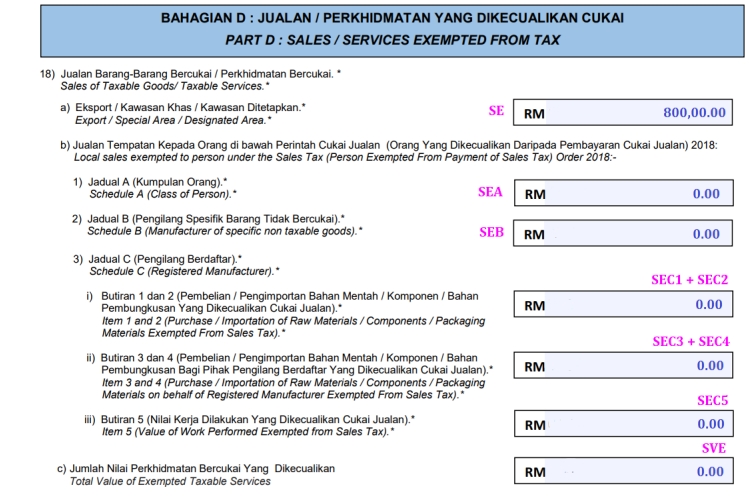 BAHAGIAN D : JUALAN / PERKHIDMATAN YANG DIKECUALIKAN CUKAI
PART D : SALES / SERVICES EXEMPTED FROM TAX
18) Jualan Barang-Barang Bercukai / Perkhidmatan Bercukai. *
Sales of Taxable Goods/ Taxable Services.*
a) Eksport / Kawasan Khas / Kawasan Ditetapkan.*
Export / Special Area / Designated Area.*
SE RM 800,00.00
b) Jualan Tempatan Kepada Orang di bawah Perintah Cukai Jualan (Orang Yang Dikecualikan Daripada Pembayaran Cukai Jualan) 2018:
Local sales exempted to person under the Sales Tax (Person Exempted From Payment of Sales Tax) Order 2018:-
1) Jadual A (Kumpulan Orang).*
Schedule A (Class of Person).*
SEA RM 0.00
2) Jadual B (Pengilang Spesifik Barang Tidak Bercukai).*
Schedule B (Manufacturer of specific non taxable goods).*
SEB RM 0.00
3) Jadual C (Pengilang Berdaftar).*
Schedule C (Registered Manufacturer).*
SEC1 + SEC2
i) Butiran 1 dan 2 (Pembelian / Pengimportan Bahan Mentah / Komponen / Bahan
Pembungkusan Yang Dikecualikan Cukai Jualan).*
Item 1 and 2 (Purchase / Importation of Raw Materials / Components / Packaging
Materials Exempted From Sales Tax).*
RM 0.00
SEC3 + SEC4
ii) Butiran 3 dan 4 (Pembelian / Pengimportan Bahan Mentah / Komponen / Bahan
Pembungkusan Bagi Pihak Pengilang Berdaftar Yang Dikecualikan Cukai Jualan).*
Item 3 and 4 (Purchase / Importation of Raw Materials / Components / Packaging
Materials on behalf of Registered Manufacturer Exempted From Sales Tax).*
RM 0.00
SEC5
iii) Butiran 5 (Nilai Kerja Dilakukan Yang Dikecualikan Cukai Jualan).*
Item 5 (Value of Work Performed Exempted from Sales Tax).*
RM 0.00
SVE
c) Jumlah Nilai Perkhidmatan Bercukai Yang Dikecualikan
Total Value of Exempted Taxable Services
RM 0.00